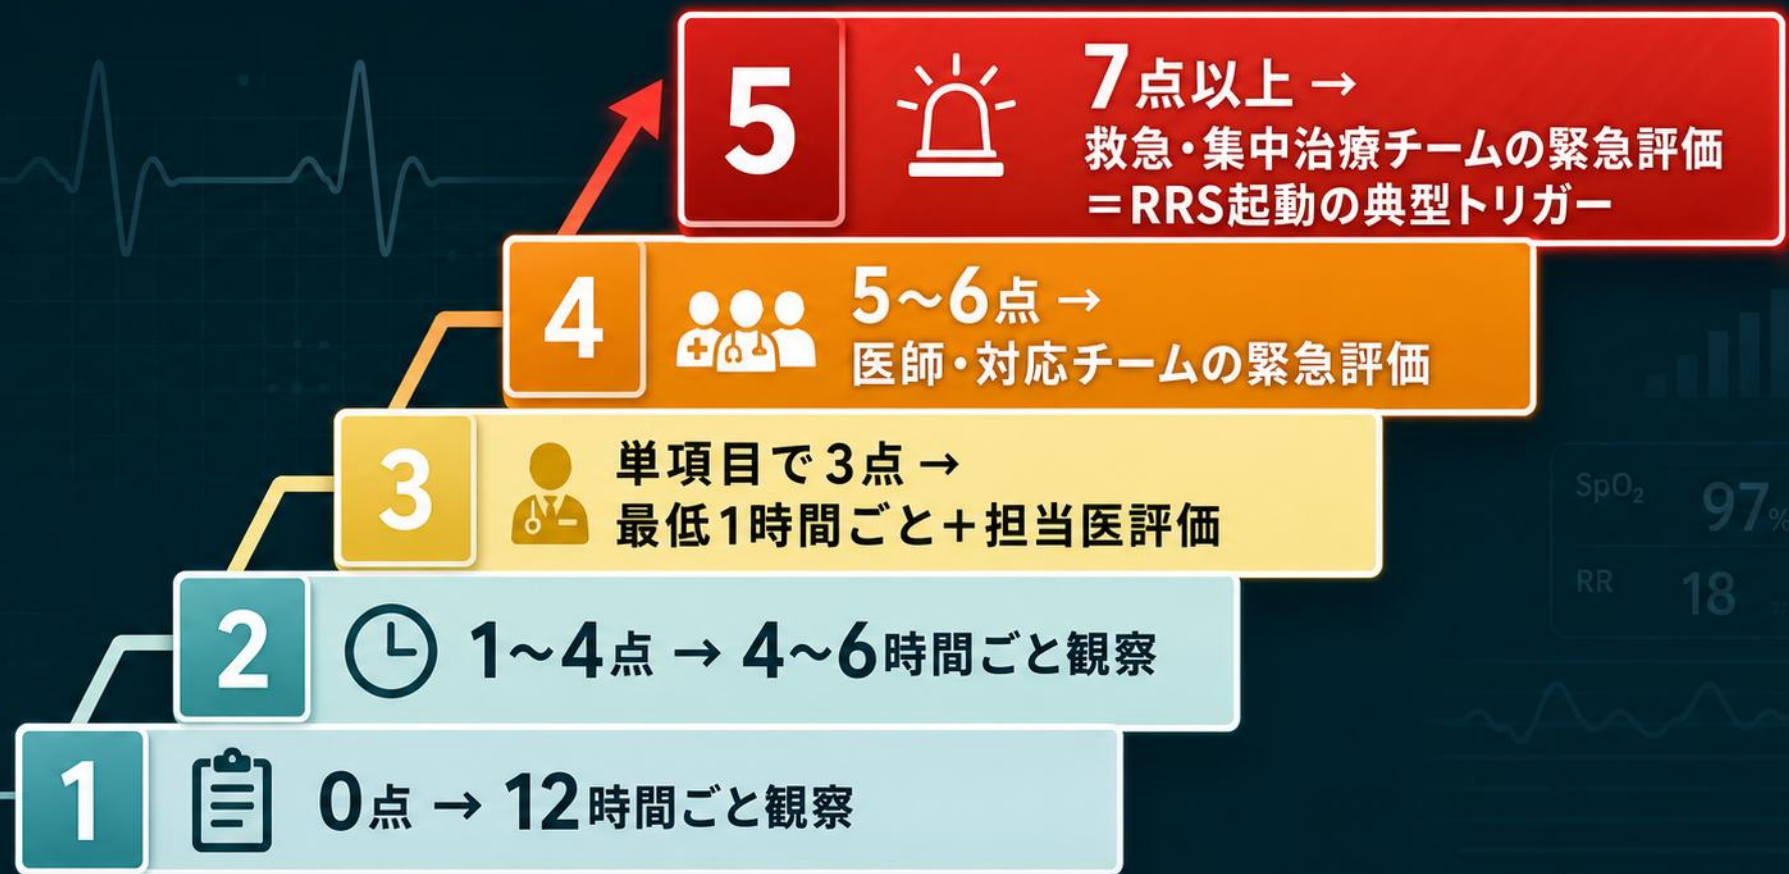 5
7点以上 →
救急・集中治療チームの緊急評価
＝RRS起動の典型トリガー
4
5～6点 →
医師・対応チームの緊急評価
3
単項目で3点 →
最低1時間ごと＋担当医評価
SpO₂ 97%
RR 18
2
1～4点 → 4～6時間ごと観察
1
0点 → 12時間ごと観察